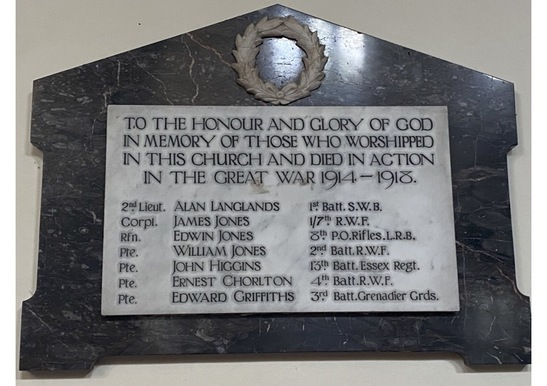 TO THE HONOUR AND GLORY OF GOD
IN MEMORY OF THOSE WHO WORSHIPPED
IN THIS CHURCH AND DIED IN ACTION
IN THE GREAT WAR 1914-1918.
2nd Lieut. ALAN LANGLANDS 1st Batt. S.W.B.
Corpl. JAMES JONES 1/7th R.W.F.
Rfn. EDWIN JONES 8th P.O.Rifles.L.R.B.
Pte. WILLIAM JONES 2nd Batt.R.W.F.
Pte. JOHN HIGGINS 13th Batt. Essex Regt.
Pte. ERNEST CHORLTON 4th Batt.R.W.F.
Pte. EDWARD GRIFFITHS 3rd Batt.Grenadier Grds.